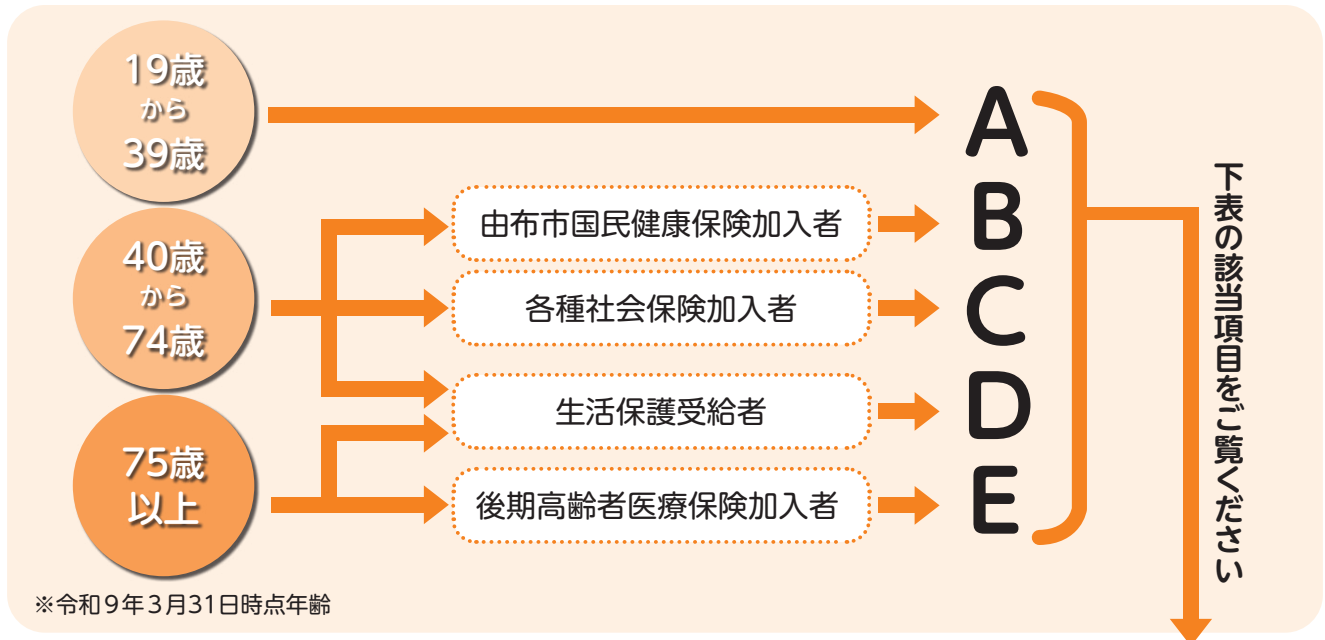 19歳
から
39歳
A
40歳
から
74歳
由布市国民健康保険加入者
B
各種社会保険加入者
C
生活保護受給者
D
75歳
以上
後期高齢者医療保険加入者
E
下表の該当項目をご覧ください
※令和9年3月31日時点年齢